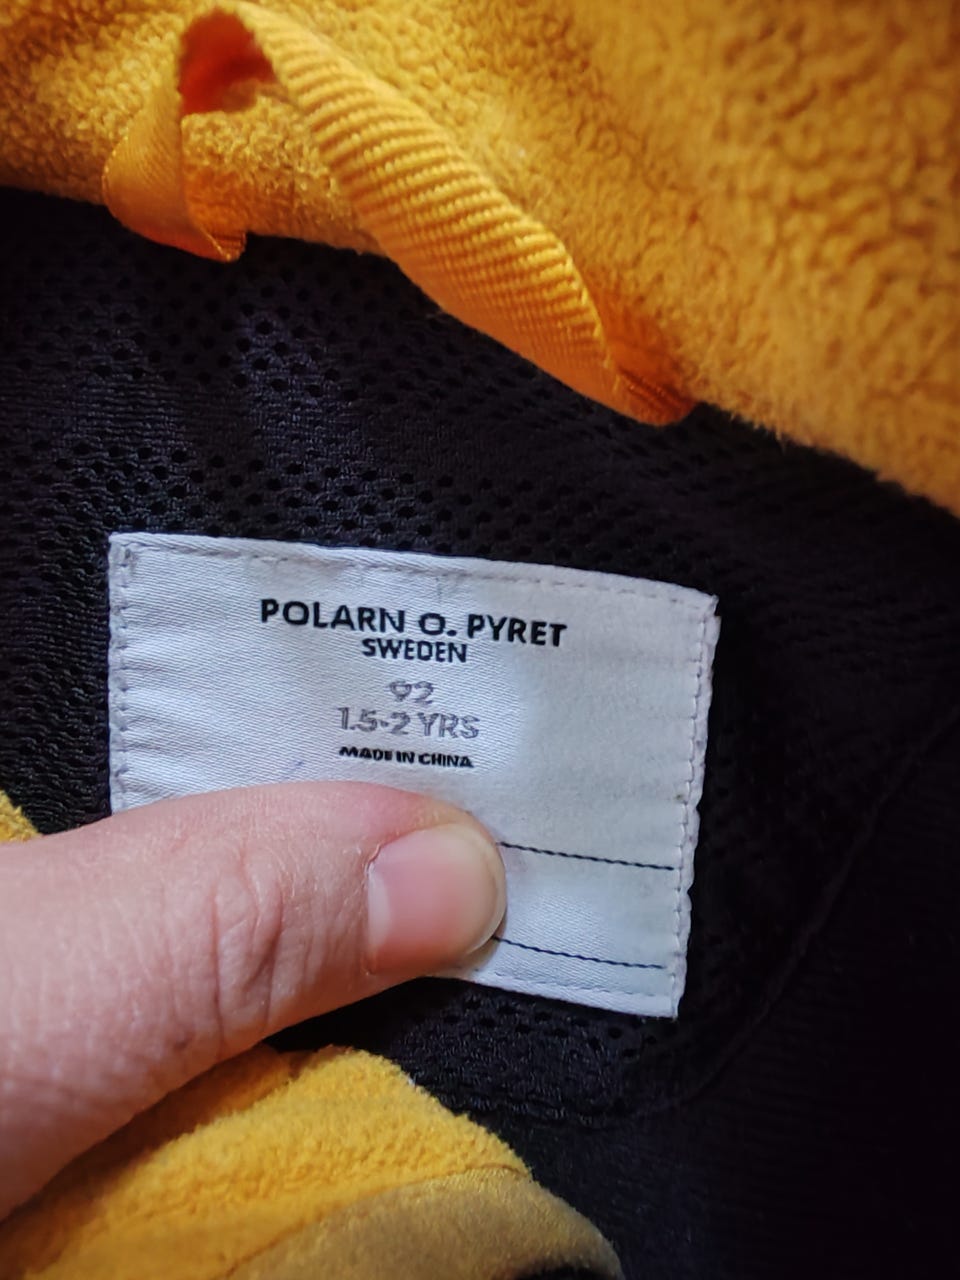 POLARN O. PYRET
SWEDEN
92
1.5-2 YRS
MADE IN CHINA